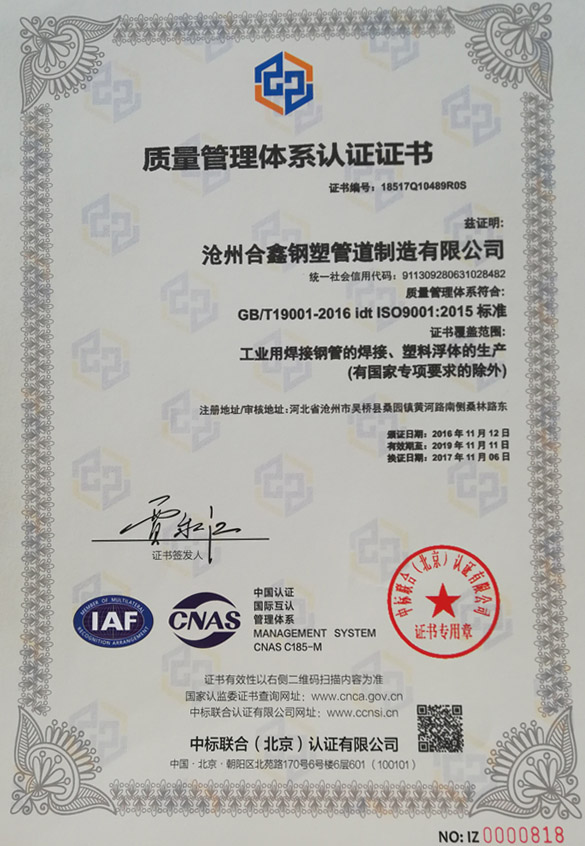 质量管理体系认证证书
证书编号：18517Q10489R0S
兹证明：
沧州合鑫钢塑管道制造有限公司
统一社会信用代码：911309280631028482
质量管理体系符合：
GB/T19001-2016 idt ISO9001:2015 标准
证书覆盖范围：
工业用焊接钢管的焊接、塑料浮体的生产
(有国家专项要求的除外)
注册地址/审核地址：河北省沧州市吴桥县桑园镇黄河路南侧桑林路东
颁证日期：2016 年 11 月 12 日
有效期至：2019 年 11 月 11 日
换证日期：2017 年 11 月 06 日
证书签发人
MEMBER OF MULTILATERAL
IAF
RECOGNITION ARRANGEMENT
CNAS
中国认证
国际互认
管理体系
MANAGEMENT SYSTEM
CNAS C185-M
中标联合（北京）认证有限公司
证书专用章
证书有效性以右侧二维码扫描内容为准
国家认监委证书查询网址：www.cnca.gov.cn
中标联合认证有限公司网址：www.ccnsi.cn
中标联合（北京）认证有限公司
中国·北京·朝阳区北苑路170号6号楼6层601（100101）
NO: IZ 0000818